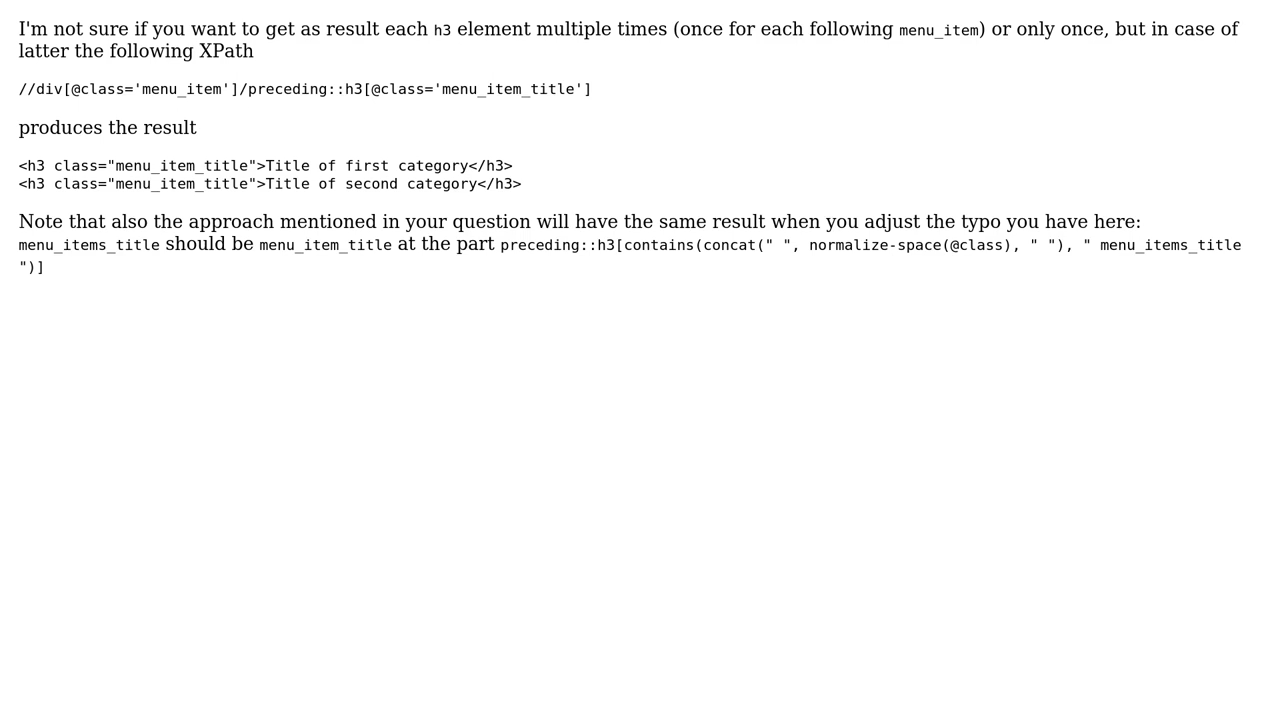 I'm not sure if you want to get as result each h3 element multiple times (once for each following menu_item) or only once, but in case of
latter the following XPath
//div[@class='menu_item']/preceding::h3[@class='menu_item_title']
produces the result
<h3 class="menu_item_title">Title of first category</h3>
<h3 class="menu_item_title">Title of second category</h3>
Note that also the approach mentioned in your question will have the same result when you adjust the typo you have here:
menu_items_title should be menu_item_title at the part preceding::h3[contains(concat(" ", normalize-space(@class), " "), " menu_items_title
")]